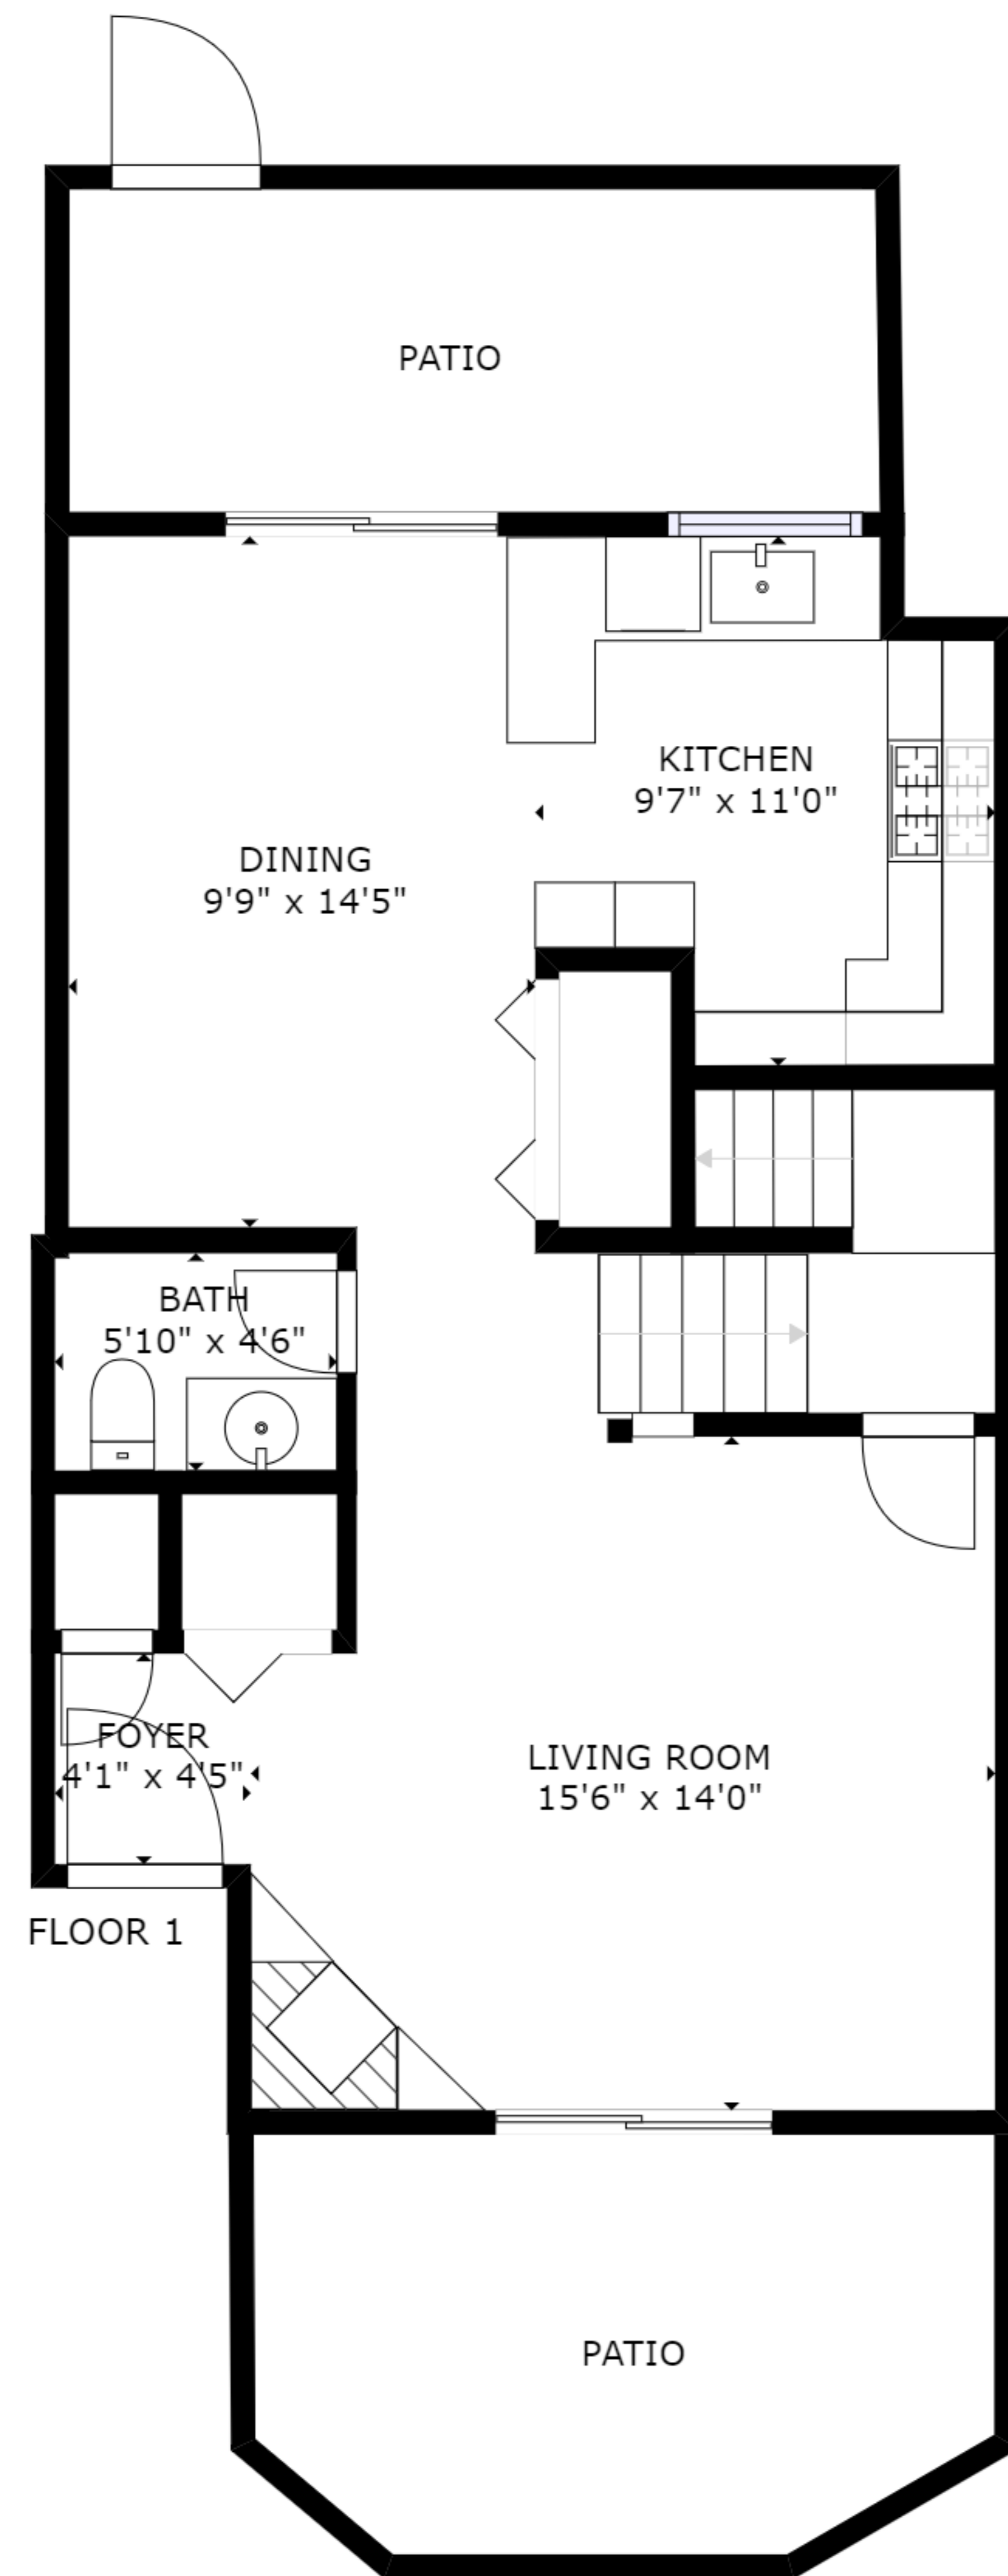 PATIO
KITCHEN
9'7" x 11'0"
DINING
9'9" x 14'5"
BATH
5'10" x 4'6"
FOYER
4'1" x 4'5"
LIVING ROOM
15'6" x 14'0"
FLOOR 1
PATIO